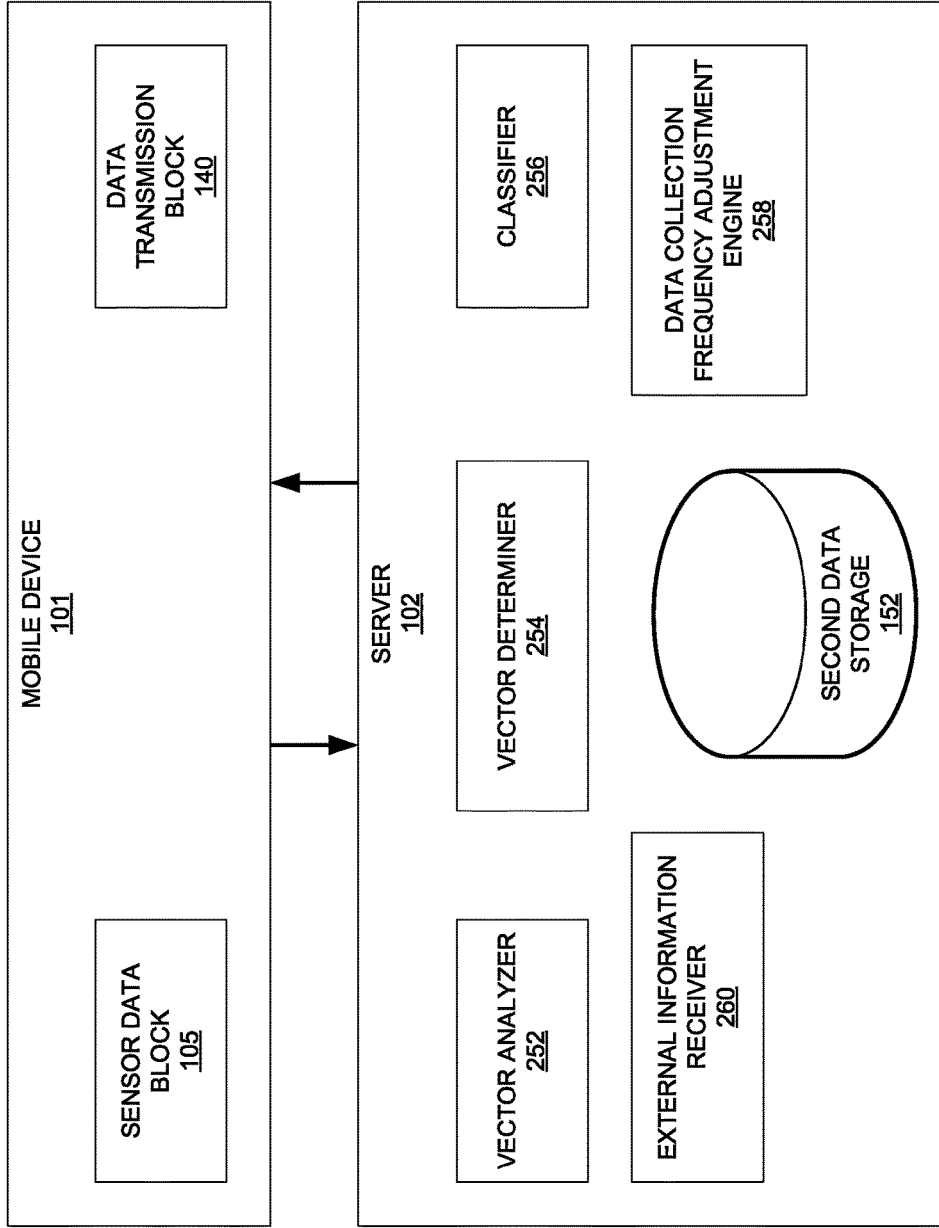 MOBILE DEVICE
101
SENSOR DATA
BLOCK
105
DATA
TRANSMISSION
BLOCK
140
SERVER
102
VECTOR ANALYZER
252
VECTOR DETERMINER
254
CLASSIFIER
256
EXTERNAL INFORMATION
RECEIVER
260
SECOND DATA
STORAGE
152
DATA COLLECTION
FREQUENCY ADJUSTMENT
ENGINE
258